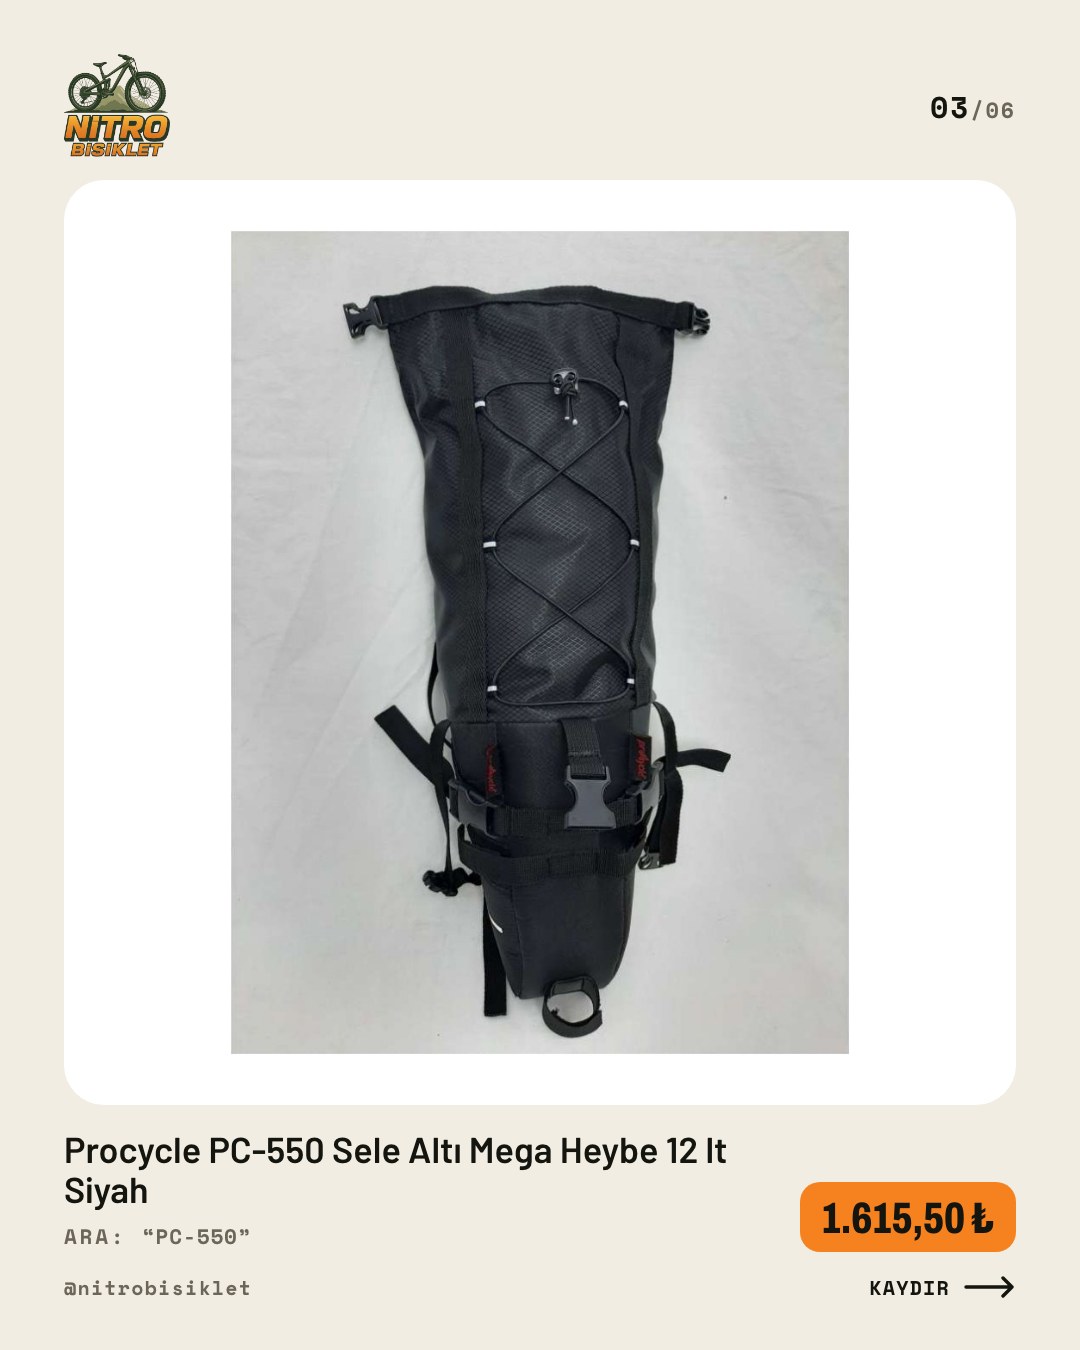 NiTRO
BISIKLET
03/06
Procycle PC-550 Sele Altı Mega Heybe 12 lt
Siyah
ARA: “PC-550”
1.615,50 ₺
@nitrobisiklet
KAYDIR